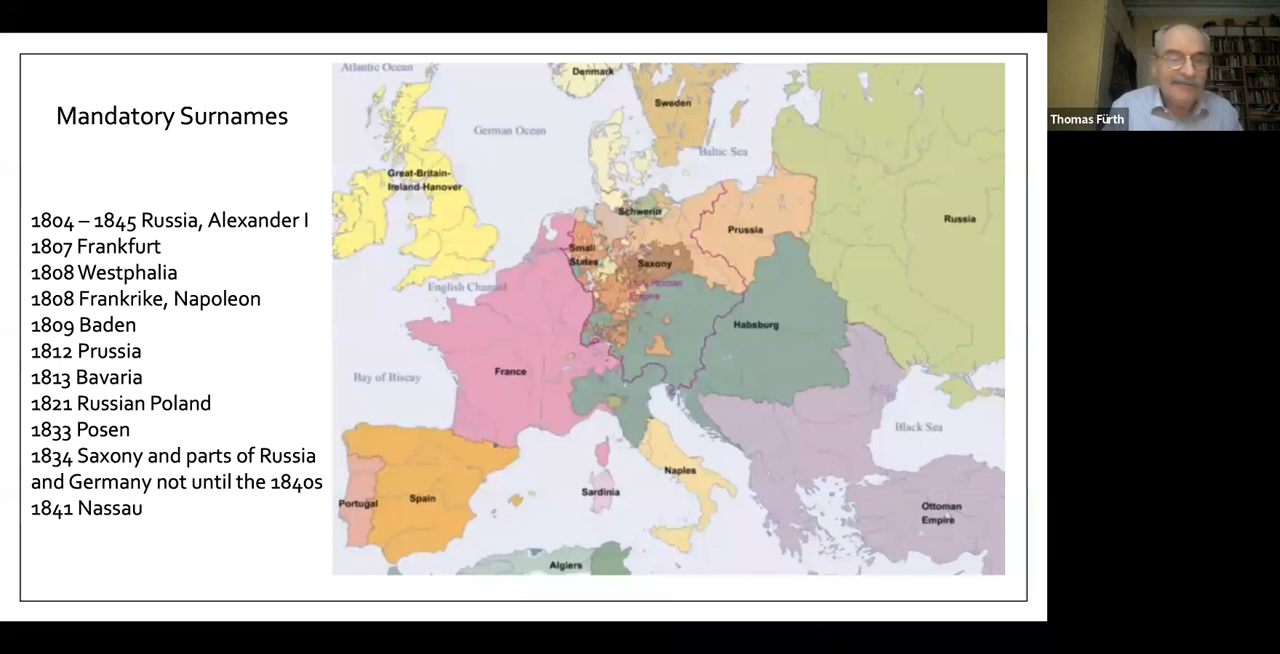 Mandatory Surnames
1804 – 1845 Russia, Alexander I
1807 Frankfurt
1808 Westphalia
1808 Frankrike, Napoleon
1809 Baden
1812 Prussia
1813 Bavaria
1821 Russian Poland
1833 Posen
1834 Saxony and parts of Russia
and Germany not until the 1840s
1841 Nassau
Atlantic Ocean
Denmark
Sweden
German Ocean
Baltic Sea
Great-Britain-
Ireland-Hanover
Schwerin
Russia
Prussia
Small
States
Saxony
Roman
Empire
English Channel
Habsburg
France
Bay of Biscay
Black Sea
Naples
Sardinia
Portugal
Spain
Ottoman
Empire
Algiers
Thomas Fürth